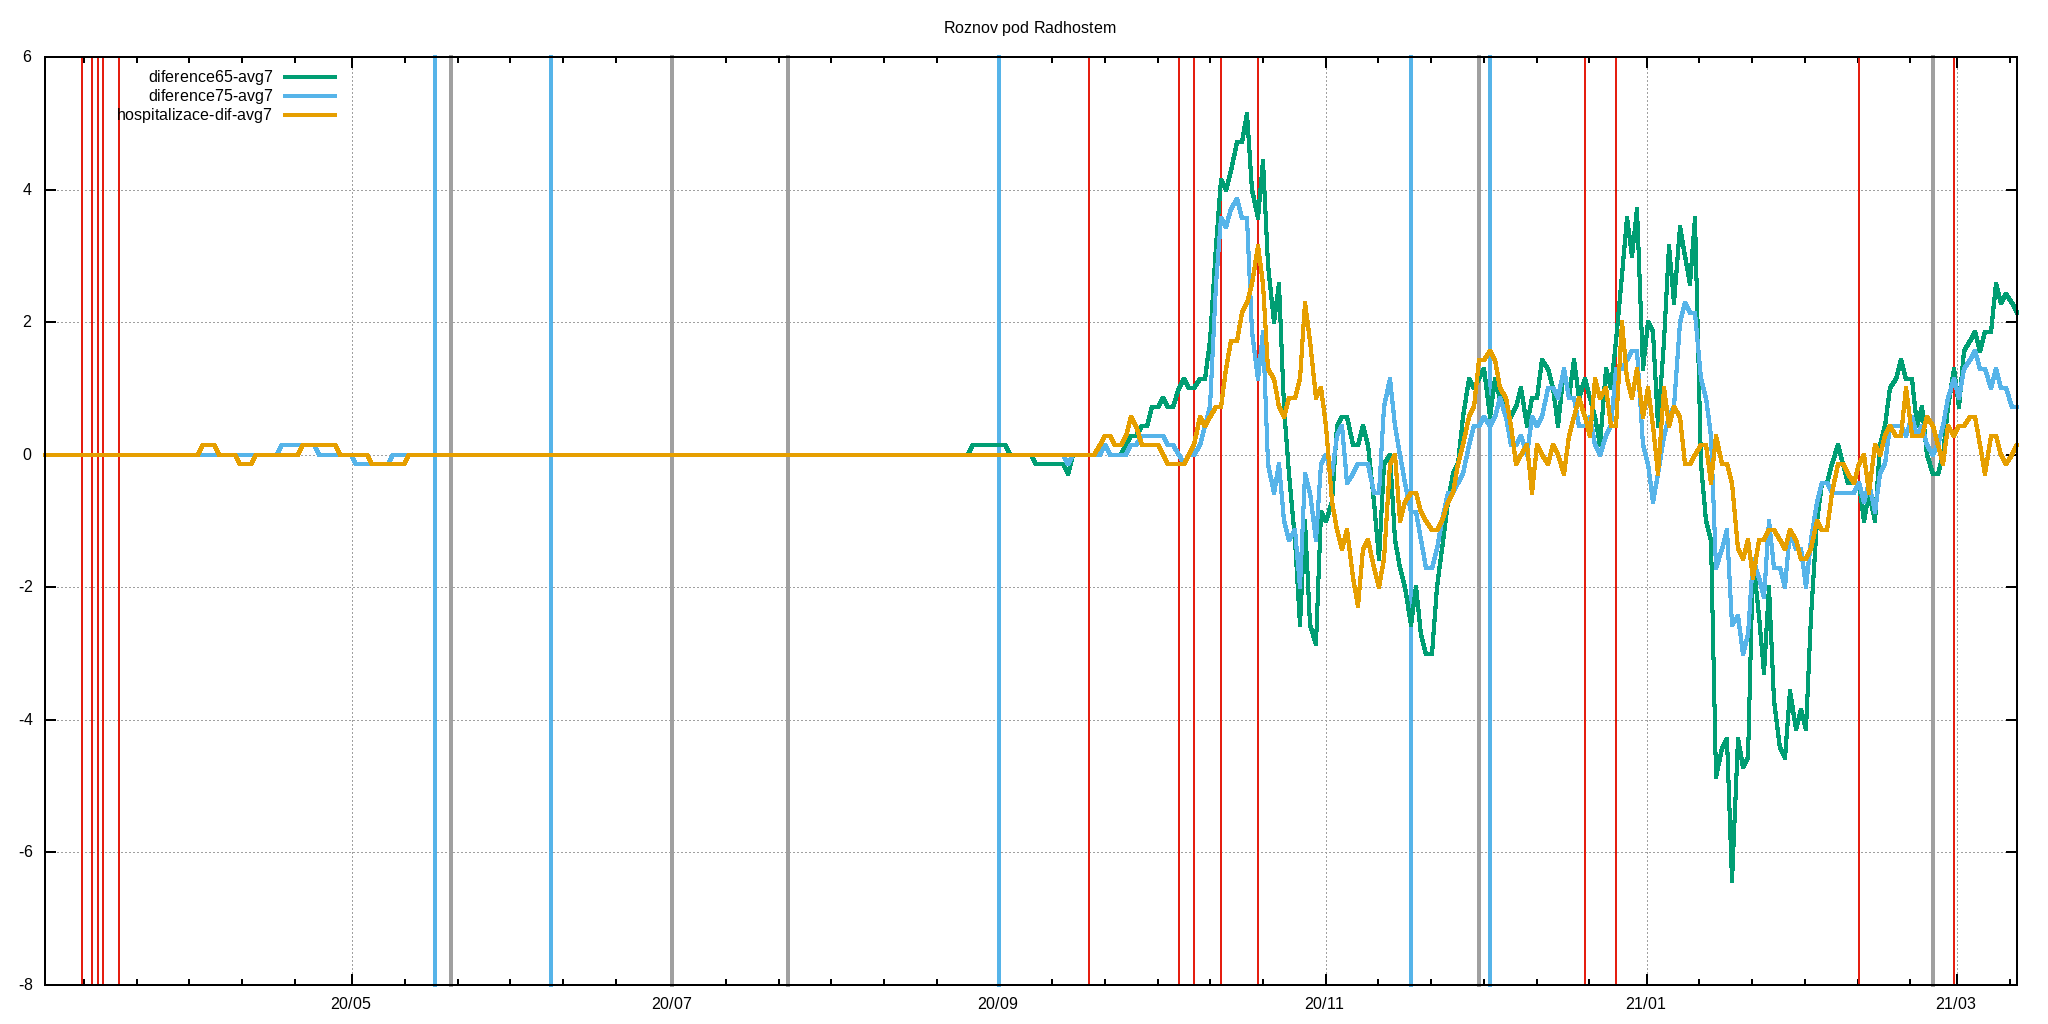 Roznov pod Radhostem
6
diference65-avg7
diference75-avg7
hospitalizace-dif-avg7
4
2
0
-2
-4
-6
-8
20/05 20/07 20/09 20/11 21/01 21/03